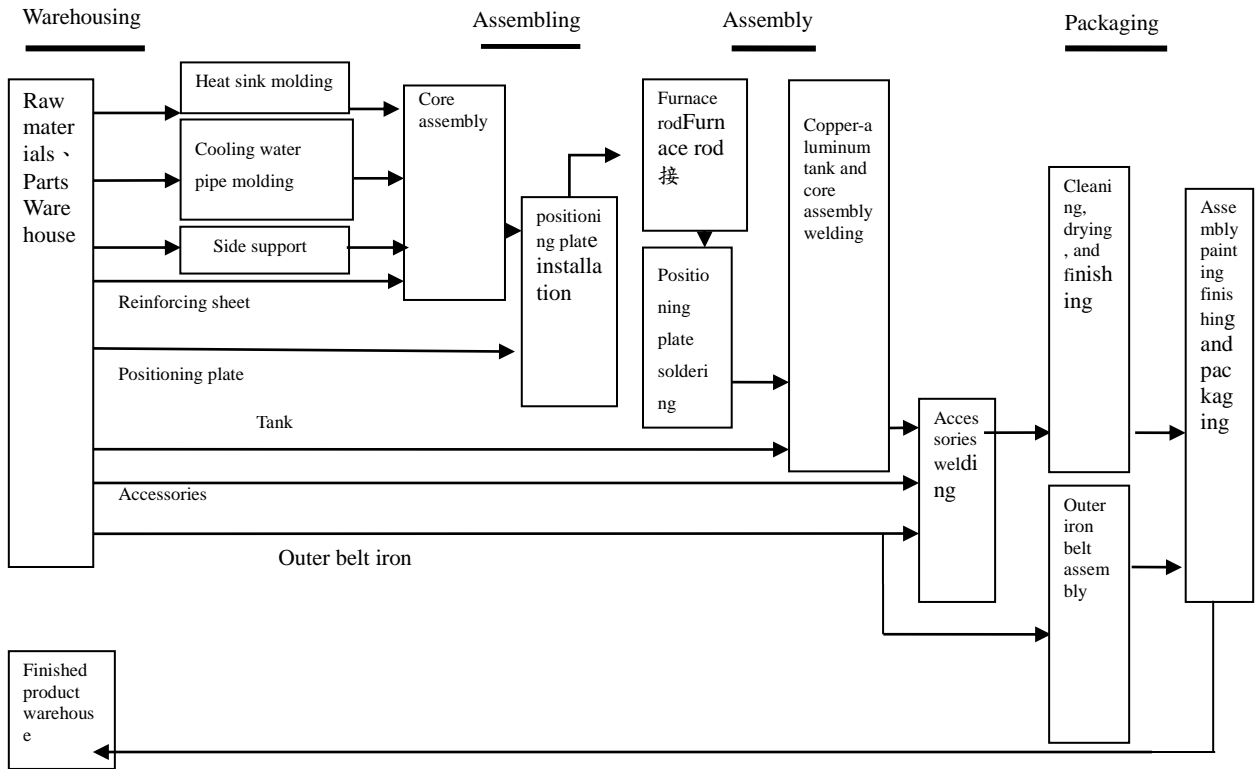 Warehousing
Assembling
Assembly
Packaging
Raw
mater
ials、
Parts
Ware
house
Heat sink molding
Cooling water
pipe molding
Side support
Reinforcing sheet
Positioning plate
Tank
Accessories
Outer belt iron
Core
assembly
positioni
ng plate
installa
tion
Furnace
rodFurn
ace rod
接
Positio
ning
plate
solderi
ng
Copper-a
luminum
tank and
core
assembly
welding
Acces
sories
weldi
ng
Cleani
ng,
drying
, and
finish
ing
Outer
iron
belt
assem
bly
Asse
mbly
paint
ing
finis
hing
and
pac
kag
ing
Finished
product
warehous
e